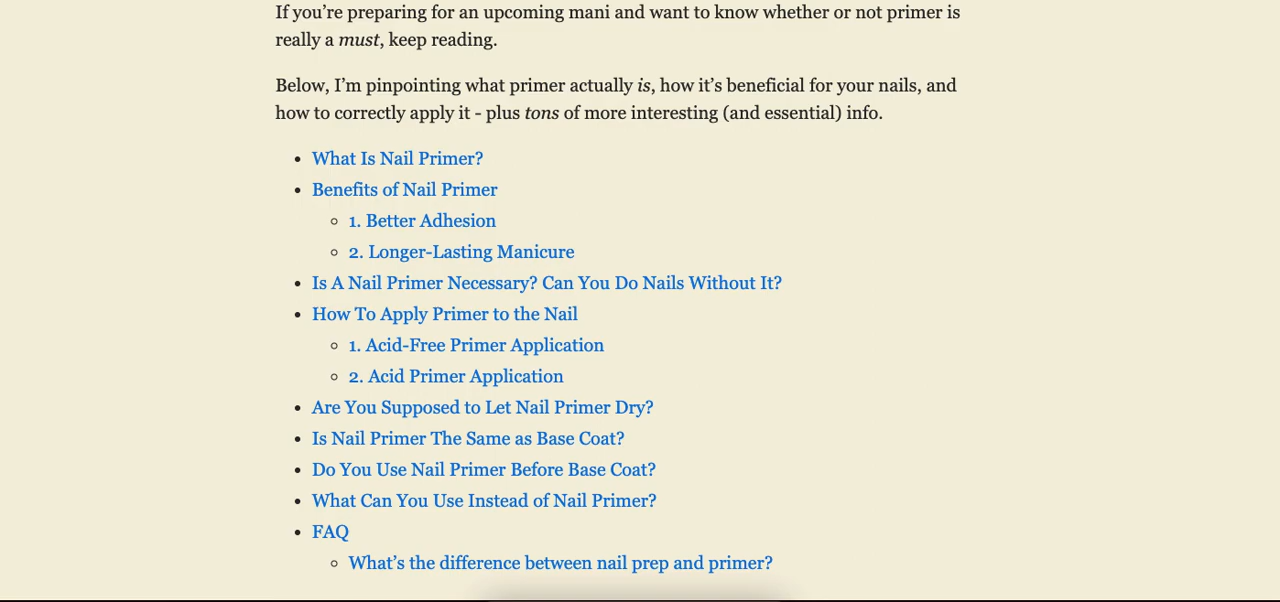 If you’re preparing for an upcoming mani and want to know whether or not primer is
really a must, keep reading.
Below, I’m pinpointing what primer actually is, how it’s beneficial for your nails, and
how to correctly apply it - plus tons of more interesting (and essential) info.
• What Is Nail Primer?
• Benefits of Nail Primer
◦ 1. Better Adhesion
◦ 2. Longer-Lasting Manicure
• Is A Nail Primer Necessary? Can You Do Nails Without It?
• How To Apply Primer to the Nail
◦ 1. Acid-Free Primer Application
◦ 2. Acid Primer Application
• Are You Supposed to Let Nail Primer Dry?
• Is Nail Primer The Same as Base Coat?
• Do You Use Nail Primer Before Base Coat?
• What Can You Use Instead of Nail Primer?
• FAQ
◦ What’s the difference between nail prep and primer?